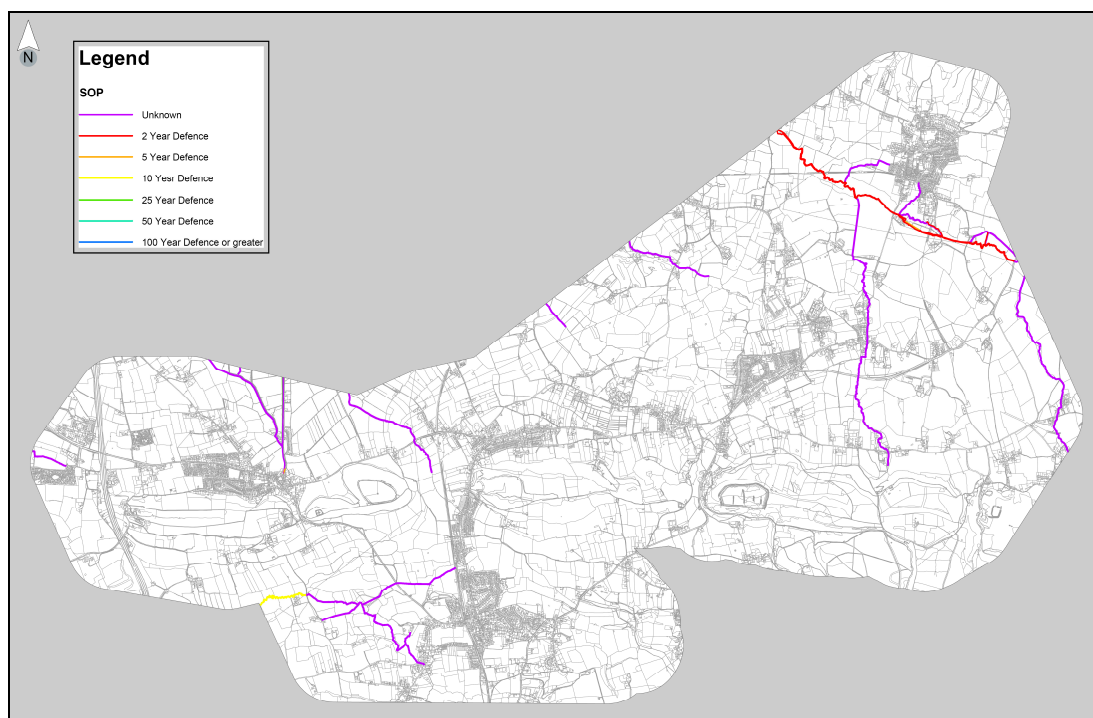 N
Legend
SOP
Unknown
2 Year Defence
5 Year Defence
10 Year Defence
25 Year Defence
50 Year Defence
100 Year Defence or greater